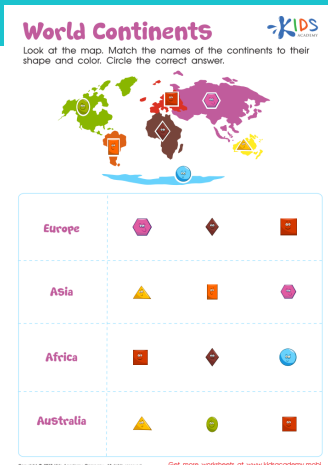 World Continents
KIDS
ACADEMY
Look at the map. Match the names of the continents to their
shape and color. Circle the correct answer.
Europe
Asia
Africa
Australia
Get more worksheets at www.kidsacademy.mobi